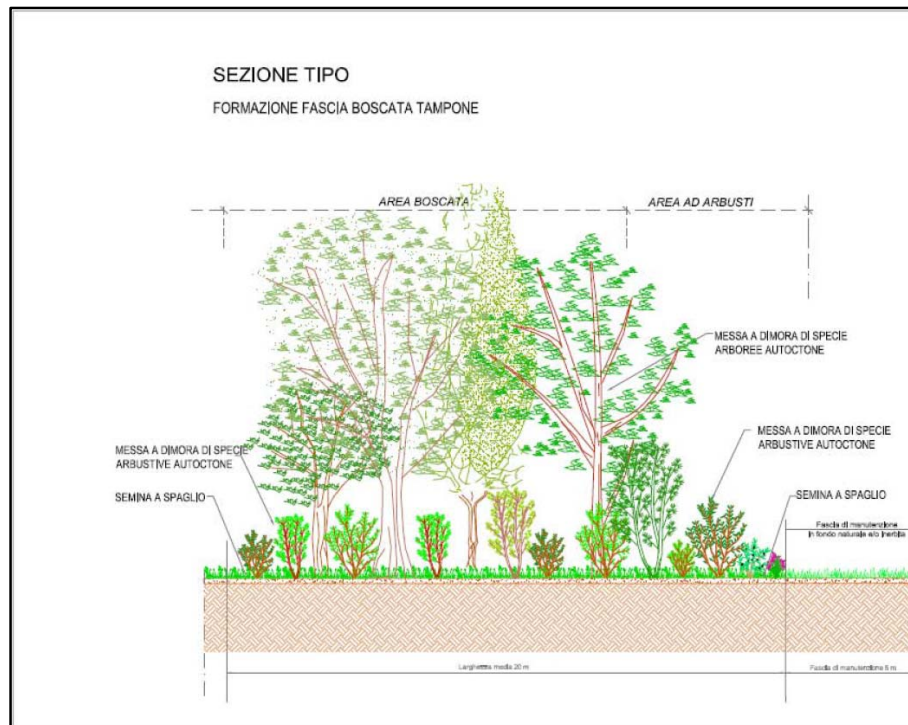 SEZIONE TIPO
FORMAZIONE FASCIA BOSCATA TAMPONE
AREA BOSCATA
AREA AD ARBUSTI
MESSA A DIMORA DI SPECIE
ARBOREE AUTOCTONE
MESSA A DIMORA DI SPECIE
ARBUSTIVE AUTOCTONE
SEMINA A SPAGLIO
MESSA A DIMORA DI SPECIE
ARBUSTIVE AUTOCTONE
SEMINA A SPAGLIO
Fascia di manutenzione
in fondo naturale e/o inerbita
Larghezza media 20 m
Fascia di manutenzione 6 m